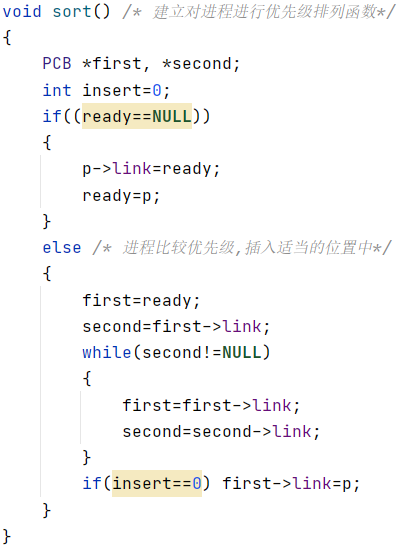 void sort() /* 建立对进程进行优先级排列函数*/
{
    PCB *first, *second;
    int insert=0;
    if((ready==NULL))
    {
        p->link=ready;
        ready=p;
    }
    else /* 进程比较优先级,插入适当的位置中*/
    {
        first=ready;
        second=first->link;
        while(second!=NULL)
        {
            first=first->link;
            second=second->link;
        }
        if(insert==0) first->link=p;
    }
}